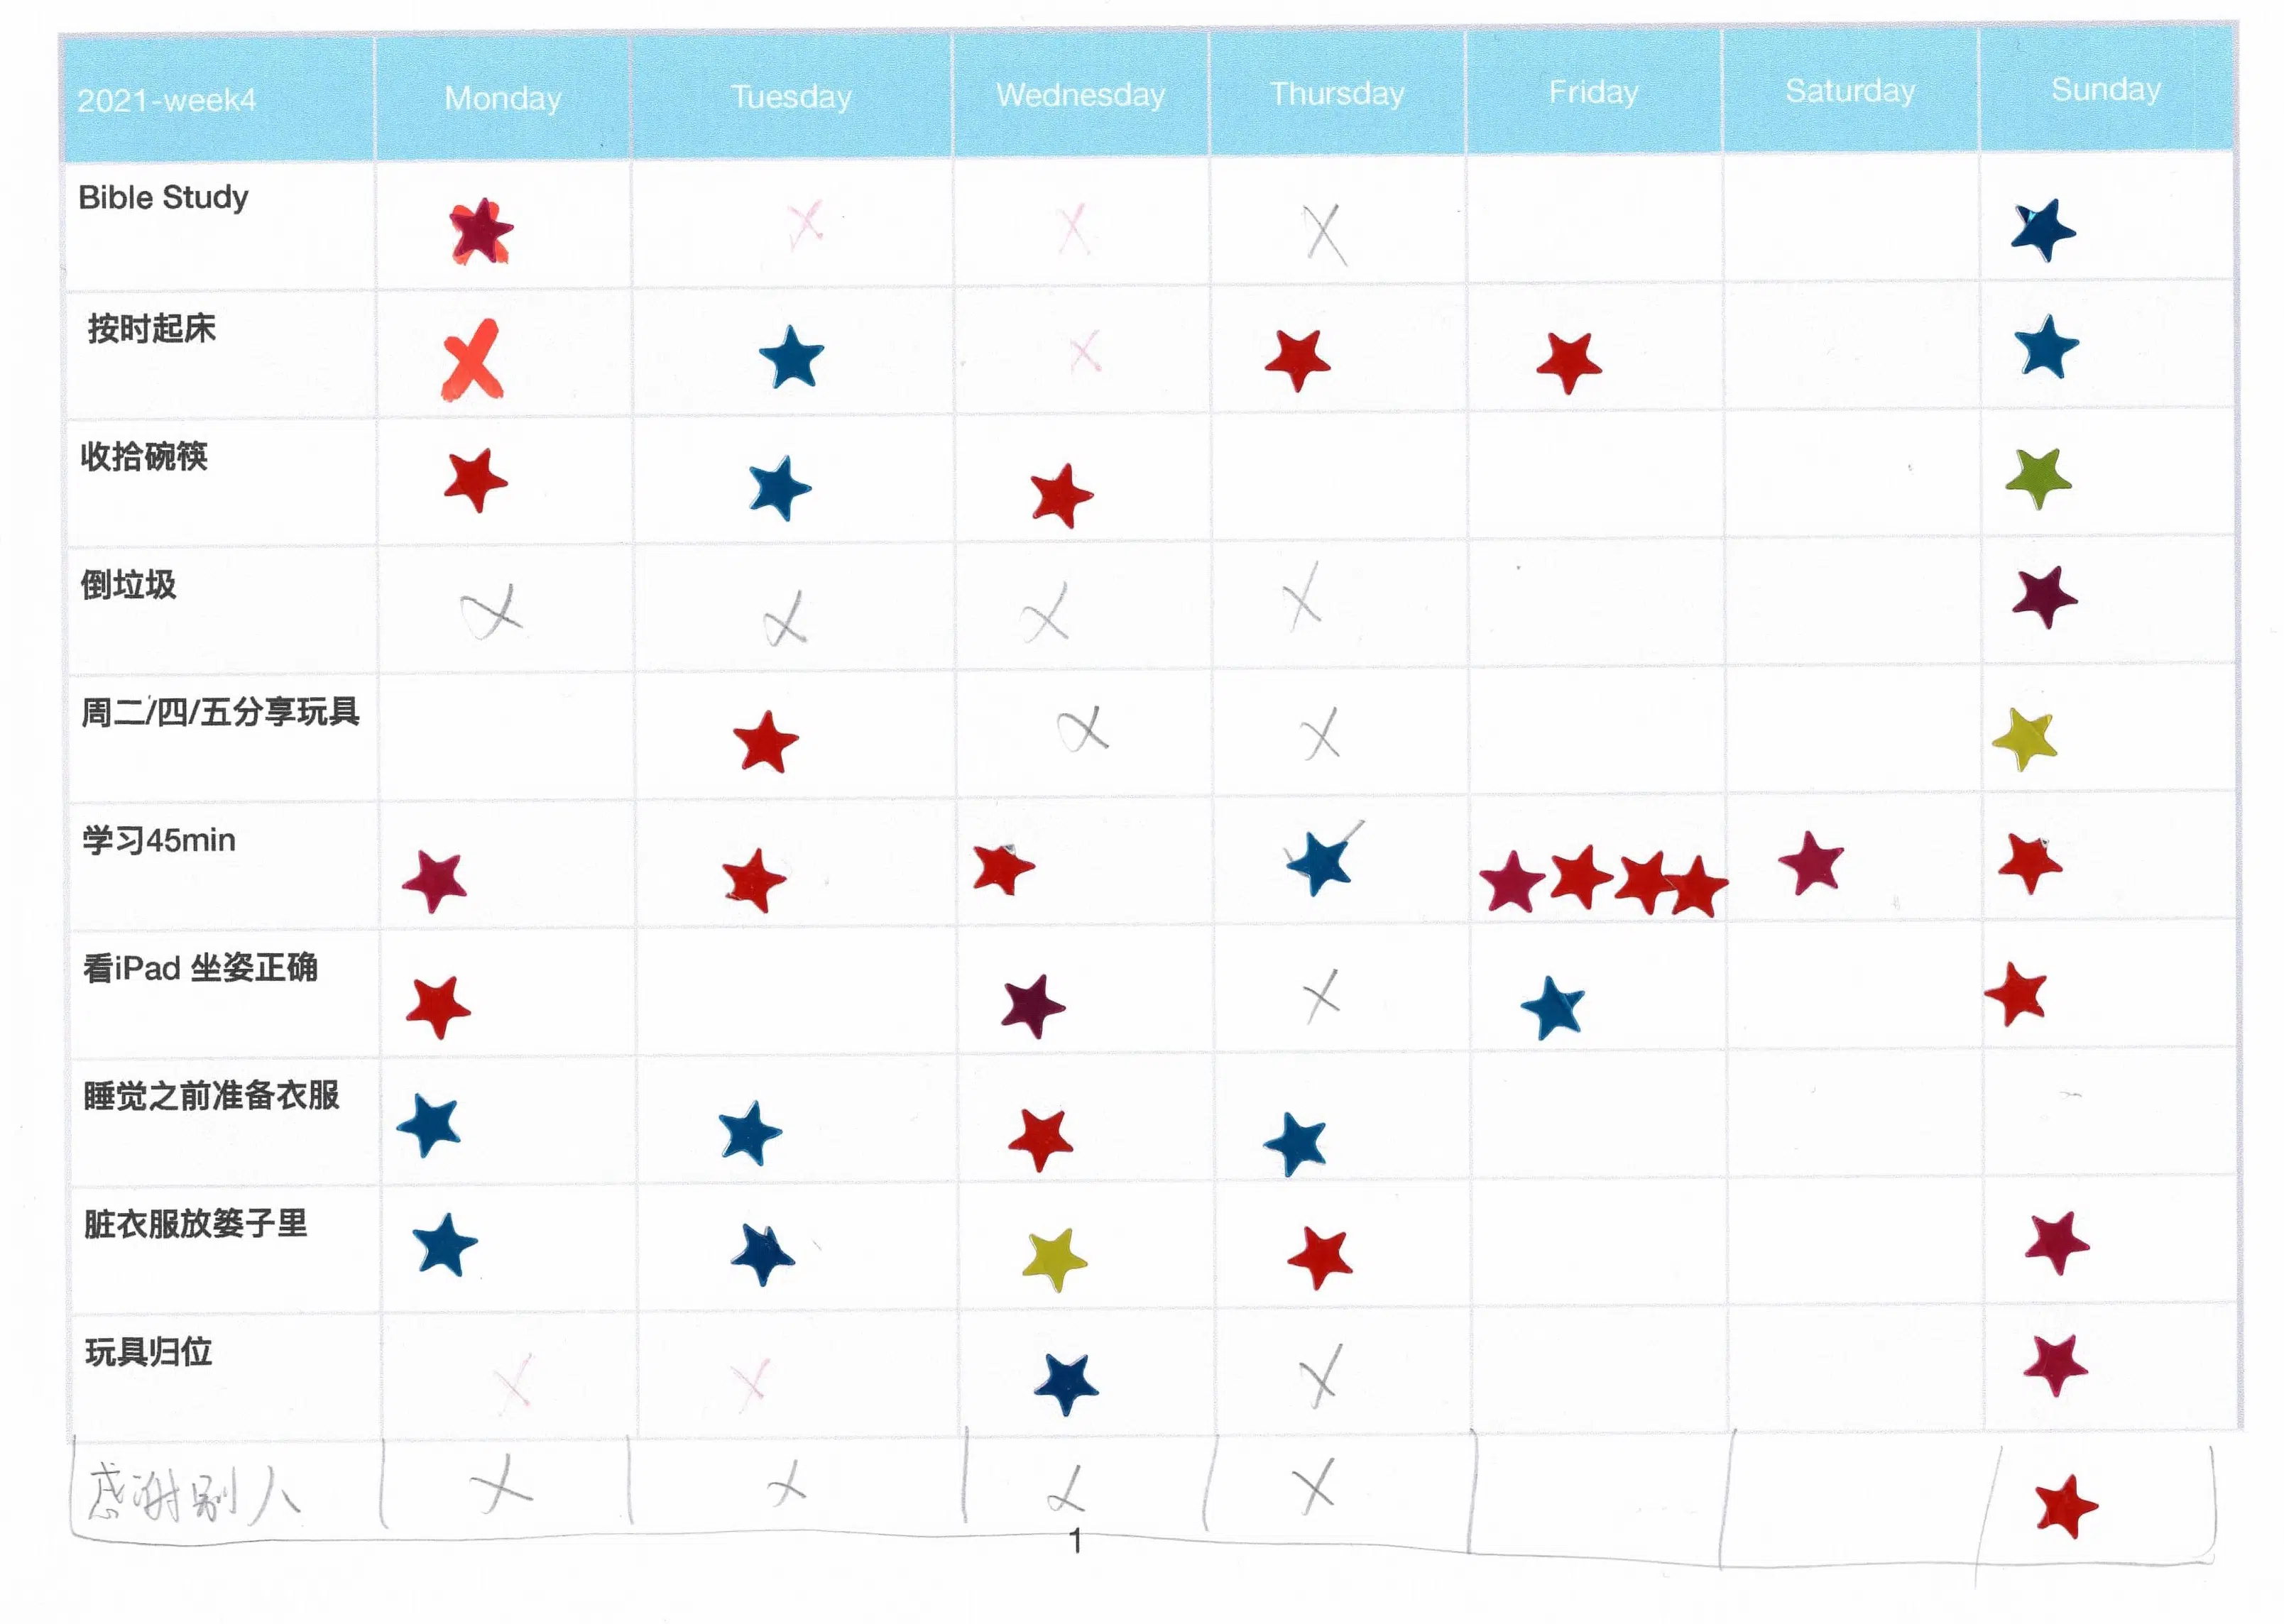 2021-week4 Monday Tuesday Wednesday Thursday Friday Saturday Sunday
Bible Study
按时起床
收拾碗筷
倒垃圾
周二/四/五分享玩具
学习45min
看iPad 坐姿正确
睡觉之前准备衣服
脏衣服放篓子里
玩具归位
感谢别人
1